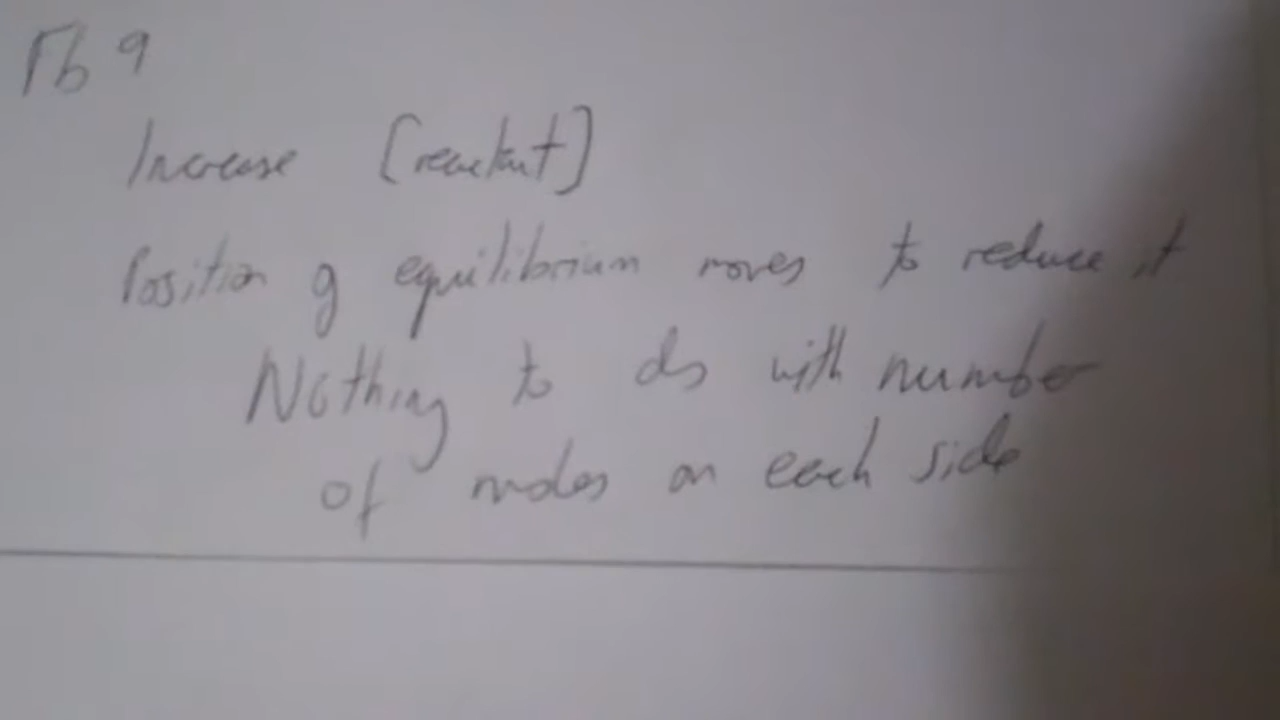 Pb 9
Increase [reactant]
Position of equilibrium moves to reduce it
Nothing to do with number
of moles on each side